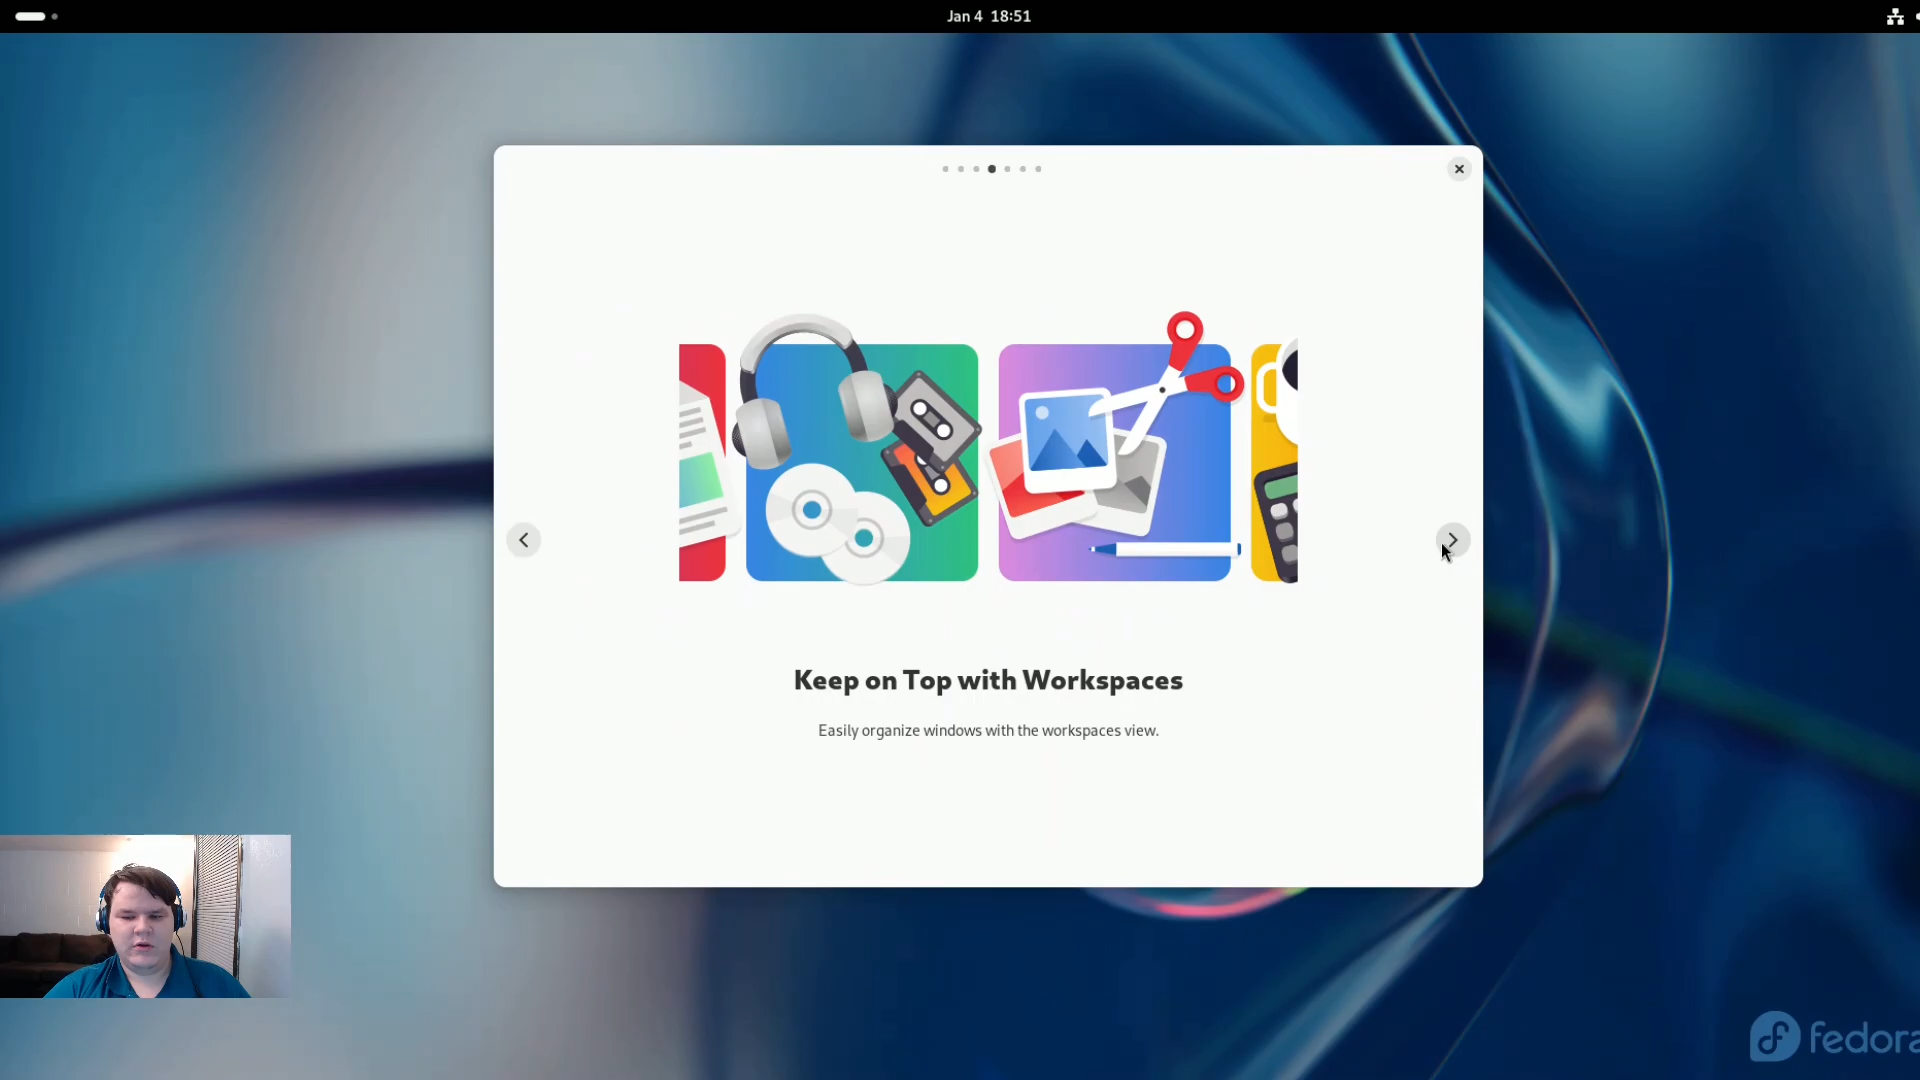 Jan 4 18:51
Keep on Top with Workspaces
Easily organize windows with the workspaces view.
fedora